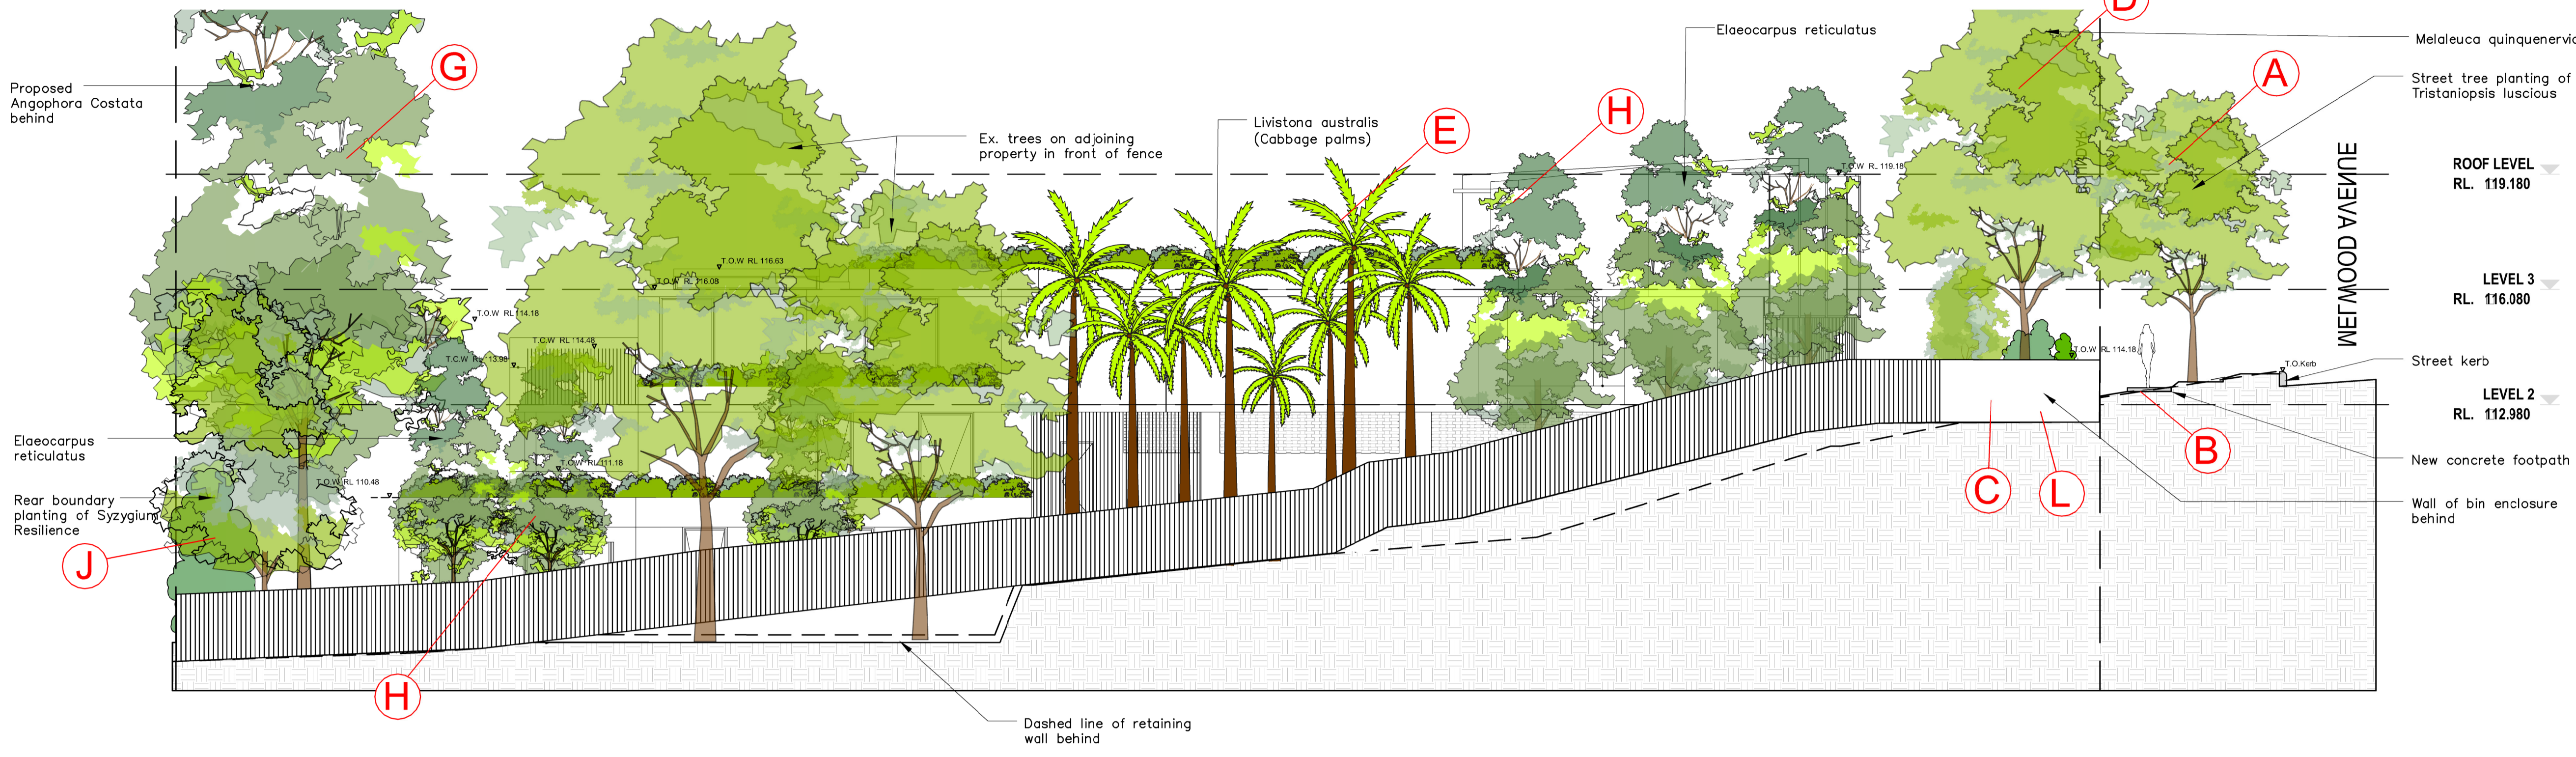 D
Elaeocarpus reticulatus
Melaleuca quinquenervia
G
A
Proposed
Angophora Costata
behind
Street tree planting of
Tristaniopsis luscious
H
E
Livistona australis
(Cabbage palms)
Ex. trees on adjoining
property in front of fence
T.O.W RL 119.18
ROOF LEVEL
RL. 119.180
MELWOOD AVENUE
T.O.W RL 116.63
T.O.W RL 116.08
LEVEL 3
RL. 116.080
T.O.W RL 114.18
T.C.W RL 114.48
T.C.W RL 113.98
T.O.W RL 114.18
T.O.Kerb
Street kerb
LEVEL 2
RL. 112.980
Elaeocarpus
reticulatus
B
New concrete footpath
T.O.W RL 111.18
T.O.W RL 110.48
C
L
Rear boundary
planting of Syzygium
Resilience
Wall of bin enclosure
behind
J
H
Dashed line of retaining
wall behind